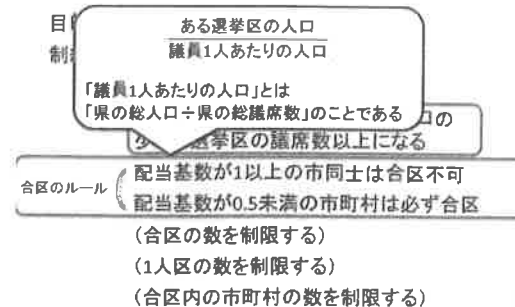 目
制
ある選挙区の人口
議員1人あたりの人口
「議員1人あたりの人口」とは
「県の総人口÷県の総議席数」のことである
の
選挙区の議席数以上になる
合区のルール
配当基数が1以上の市同士は合区不可
配当基数が0.5未満の市町村は必ず合区
(合区の数を制限する)
(1人区の数を制限する)
(合区内の市町村の数を制限する)